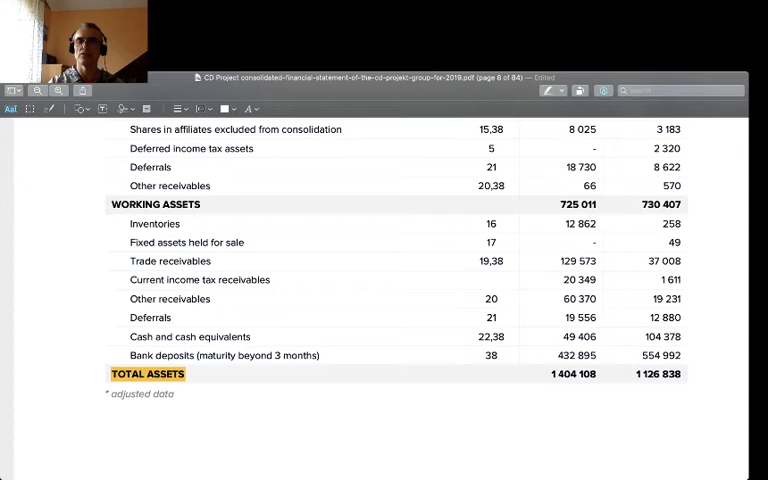 CD Project consolidated-financial-statement-of-the-cd-projekt-group-for-2019.pdf (page 8 of 84) — Edited
Search
Shares in affiliates excluded from consolidation 15,38 8 025 3 183
Deferred income tax assets 5 - 2 320
Deferrals 21 18 730 8 622
Other receivables 20,38 66 570
WORKING ASSETS 725 011 730 407
Inventories 16 12 862 258
Fixed assets held for sale 17 - 49
Trade receivables 19,38 129 573 37 008
Current income tax receivables 20 349 1 611
Other receivables 20 60 370 19 231
Deferrals 21 19 556 12 880
Cash and cash equivalents 22,38 49 406 104 378
Bank deposits (maturity beyond 3 months) 38 432 895 554 992
TOTAL ASSETS 1 404 108 1 126 838
* adjusted data